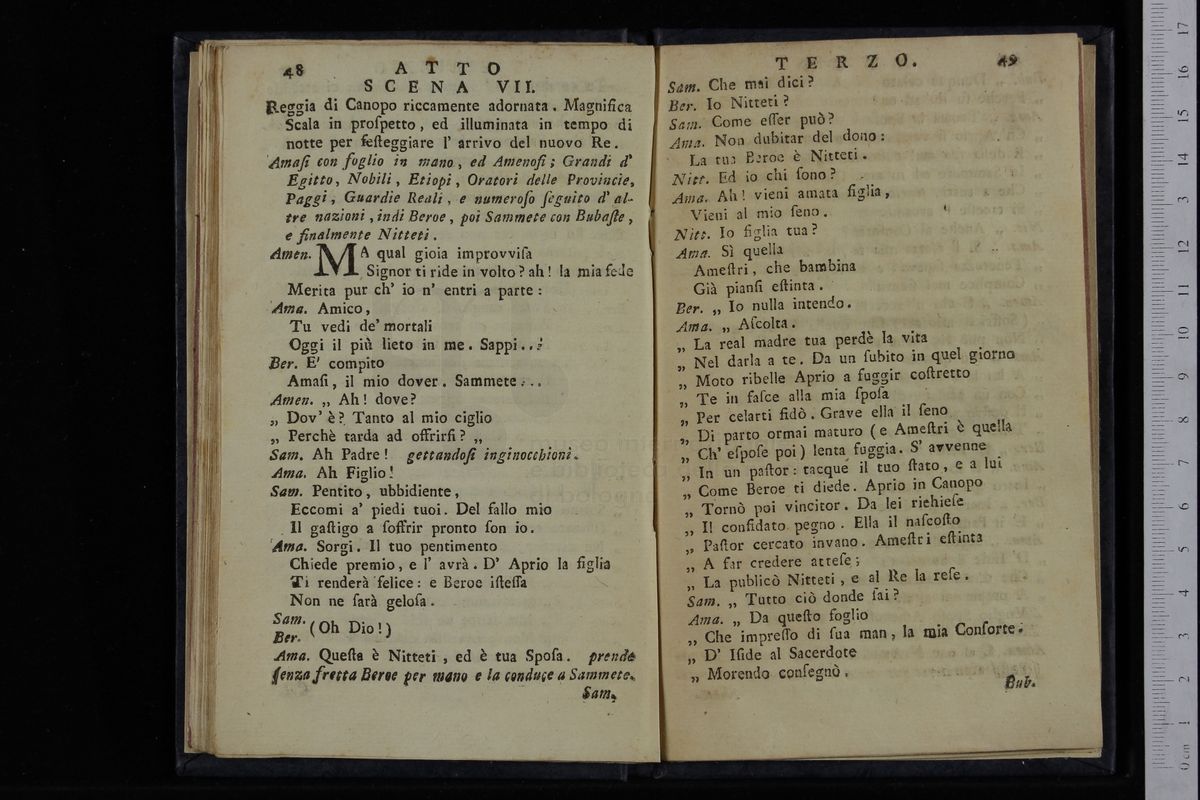 48 ATTO
SCENA VII.
Reggia di Canopo riccamente adornata. Magnifica
Scala in proſpetto, ed illuminata in tempo di
notte per feſteggiare l' arrivo del nuovo Re.
Amaſi con foglio in mano, ed Amenofi; Grandi d'
Egitto, Nobili, Etiopi, Oratori delle Provincie,
Paggi, Guardie Reali, e numeroſo ſeguito d' al-
tre nazioni, indi Beroe, poi Sammete con Bubaſte,
e finalmente Nitteti.
Amen. MA qual gioia improvviſa
Signor ti ride in volto? ah! la mia fede
Merita pur ch' io n' entri a parte:
Ama. Amico,
Tu vedi de' mortali
Oggi il più lieto in me. Sappi...
Ber. E' compito
Amaſi, il mio dover. Sammete...
Amen. „ Ah! dove?
„ Dov' è? Tanto al mio ciglio
„ Perchè tarda ad offrirſi? „
Sam. Ah Padre! gettandoſi inginocchioni.
Ama. Ah Figlio!
Sam. Pentito, ubbidiente,
Eccomi a' piedi tuoi. Del fallo mio
Il gaſtigo a ſoffrir pronto ſon io.
Ama. Sorgi. Il tuo pentimento
Chiede premio, e l' avrà. D' Aprio la figlia
Ti renderà felice: e Beroe iſteſſa
Non ne ſarà geloſa.
Sam.
Ber. (Oh Dio!)
Ama. Queſta è Nitteti, ed è tua Spoſa. prende
ſenza fretta Beroe per mano e la conduce a Sammete.
Sam.
TERZO. 49
Sam. Che mai dici?
Ber. Io Nitteti?
Sam. Come eſſer può?
Ama. Non dubitar del dono:
La tua Beroe è Nitteti.
Nitt. Ed io chi ſono?
Ama. Ah! vieni amata figlia,
Vieni al mio ſeno.
Nitt. Io figlia tua?
Ama. Sì quella
Ameſtri, che bambina
Già pianſi eſtinta.
Ber. „ Io nulla intendo.
Ama. „ Aſcolta.
„ La real madre tua perdè la vita
„ Nel darla a te. Da un ſubito in quel giorno
„ Moto ribelle Aprio a fuggir coſtretto
„ Te in faſce alla mia ſpoſa
„ Per celarti fidò. Grave ella il ſeno
„ Di parto ormai maturo (e Ameſtri è quella
„ Ch' eſpoſe poi) lenta fuggia. S' avvenne
„ In un paſtor: tacque il tuo ſtato, e a lui
„ Come Beroe ti diede. Aprio in Canopo
„ Tornò poi vincitor. Da lei richieſe
„ Il confidato pegno. Ella il naſcoſto
„ Paſtor cercato invano. Ameſtri eſtinta
„ A far credere atteſe;
„ La publicò Nitteti, e al Re la reſe.
Sam. „ Tutto ciò donde ſai?
Ama. „ Da queſto foglio
„ Che impreſſo di ſua man, la mia Conſorte.
„ D' Iſide al Sacerdote
„ Morendo conſegnò.
Bub.